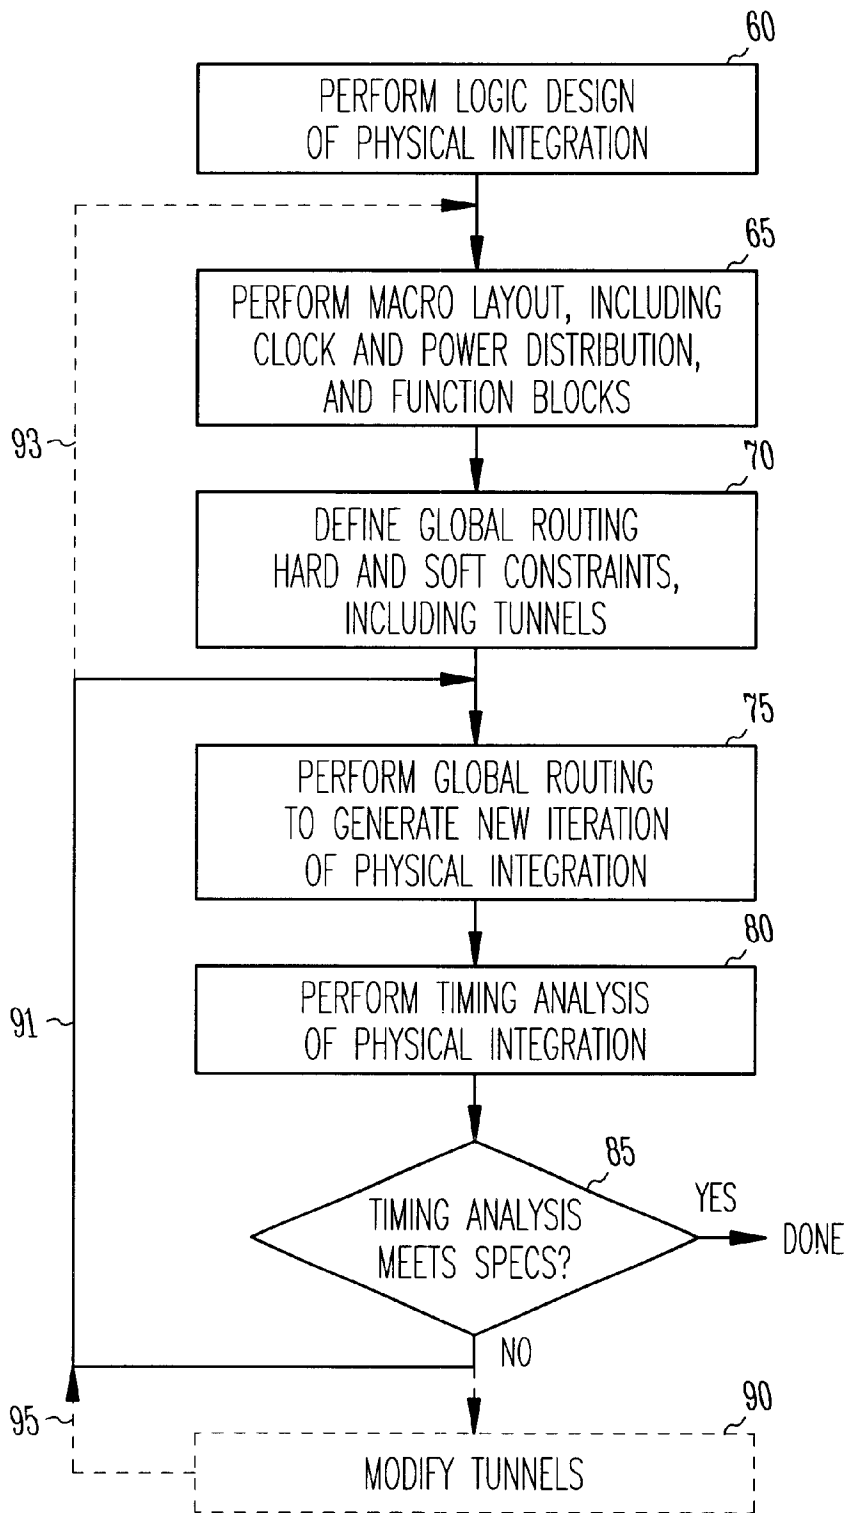 60
PERFORM LOGIC DESIGN
OF PHYSICAL INTEGRATION
65
PERFORM MACRO LAYOUT, INCLUDING
CLOCK AND POWER DISTRIBUTION,
AND FUNCTION BLOCKS
93
70
DEFINE GLOBAL ROUTING
HARD AND SOFT CONSTRAINTS,
INCLUDING TUNNELS
75
PERFORM GLOBAL ROUTING
TO GENERATE NEW ITERATION
OF PHYSICAL INTEGRATION
80
PERFORM TIMING ANALYSIS
OF PHYSICAL INTEGRATION
91
85
TIMING ANALYSIS
MEETS SPECS?
YES
DONE
NO
95
90
MODIFY TUNNELS